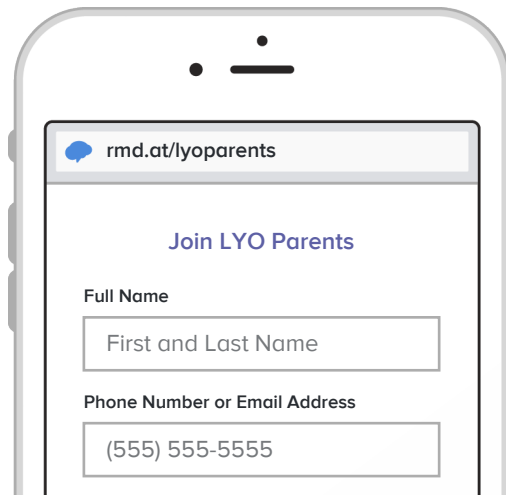 rmd.at/lyoparents
Join LYO Parents
Full Name
First and Last Name
Phone Number or Email Address
(555) 555-5555